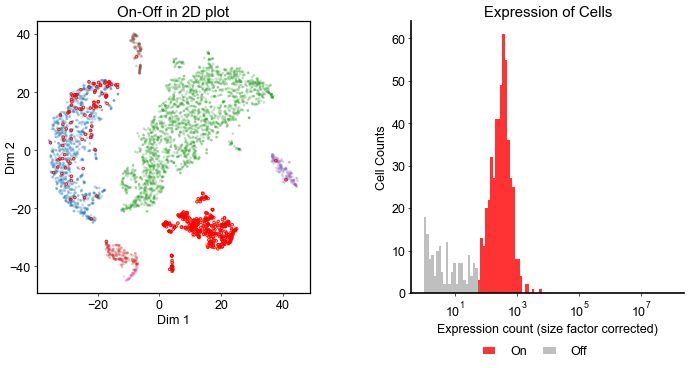 On-Off in 2D plot
40
20
0
−20
−40
Dim 2
−20
0
20
40
Dim 1
Expression of Cells
60
50
40
30
20
10
0
Cell Counts
10^1
10^3
10^5
10^7
Expression count (size factor corrected)
On
Off